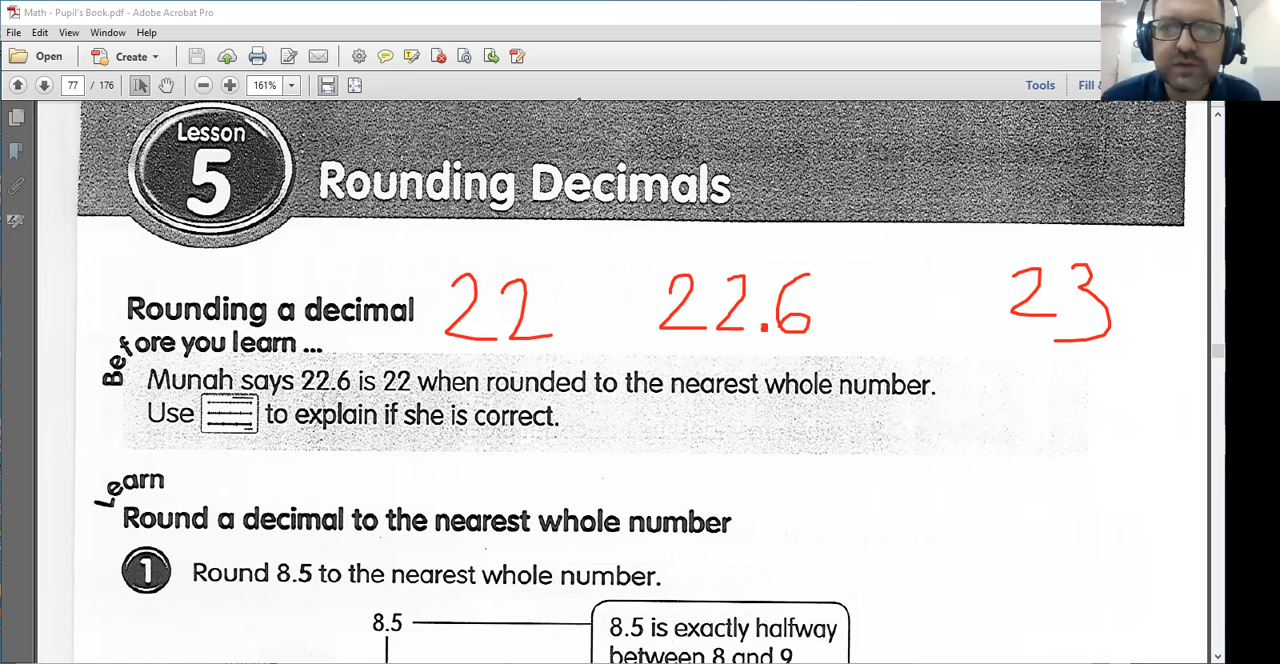 Math - Pupil's Book.pdf - Adobe Acrobat Pro
File Edit View Window Help
Open Create
77 / 176 161% Tools Fill &
Lesson
5
Rounding Decimals
22 22.6 23
Rounding a decimal
Before you learn ...
Munah says 22.6 is 22 when rounded to the nearest whole number.
Use to explain if she is correct.
Learn
Round a decimal to the nearest whole number
1 Round 8.5 to the nearest whole number.
8.5 8.5 is exactly halfway
between 8 and 9